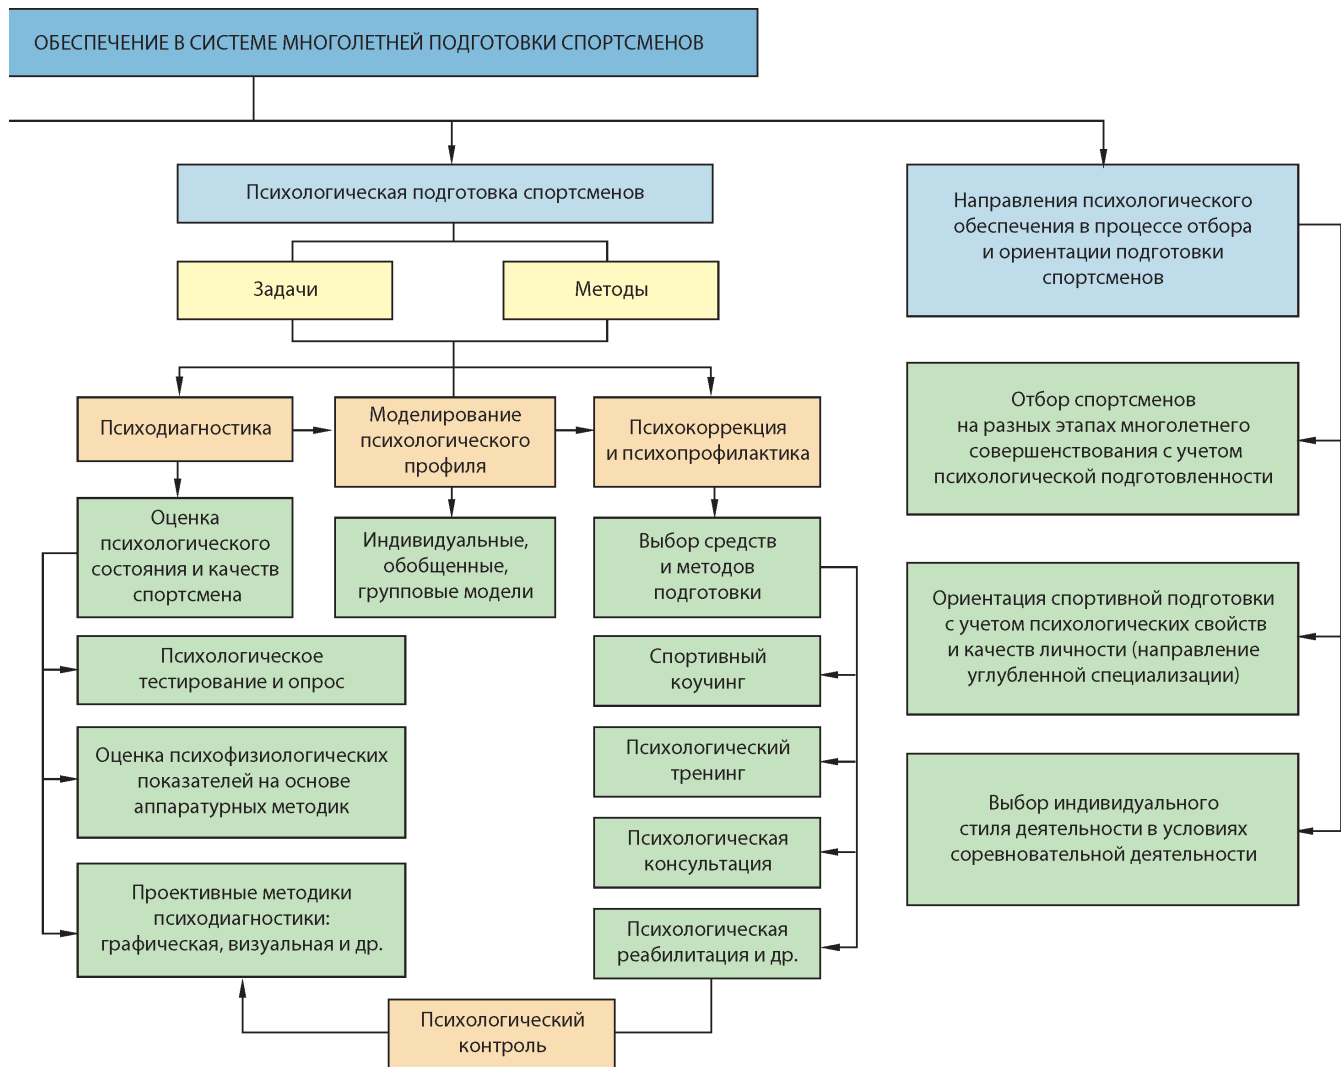 ОБЕСПЕЧЕНИЕ В СИСТЕМЕ МНОГОЛЕТНЕЙ ПОДГОТОВКИ СПОРТСМЕНОВ
Психологическая подготовка спортсменов
Задачи
Методы
Психодиагностика
Моделирование
психологического
профиля
Психокоррекция
и психопрофилактика
Оценка
психологического
состояния и качеств
спортсмена
Индивидуальные,
обобщенные,
групповые модели
Выбор средств
и методов
подготовки
Психологическое
тестирование и опрос
Оценка психофизиологических
показателей на основе
аппаратурных методик
Проективные методики
психодиагностики:
графическая, визуальная и др.
Спортивный
коучинг
Психологический
тренинг
Психологическая
консультация
Психологическая
реабилитация и др.
Психологический
контроль
Направления психологического
обеспечения в процессе отбора
и ориентации подготовки
спортсменов
Отбор спортсменов
на разных этапах многолетнего
совершенствования с учетом
психологической подготовленности
Ориентация спортивной подготовки
с учетом психологических свойств
и качеств личности (направление
углубленной специализации)
Выбор индивидуального
стиля деятельности в условиях
соревновательной деятельности